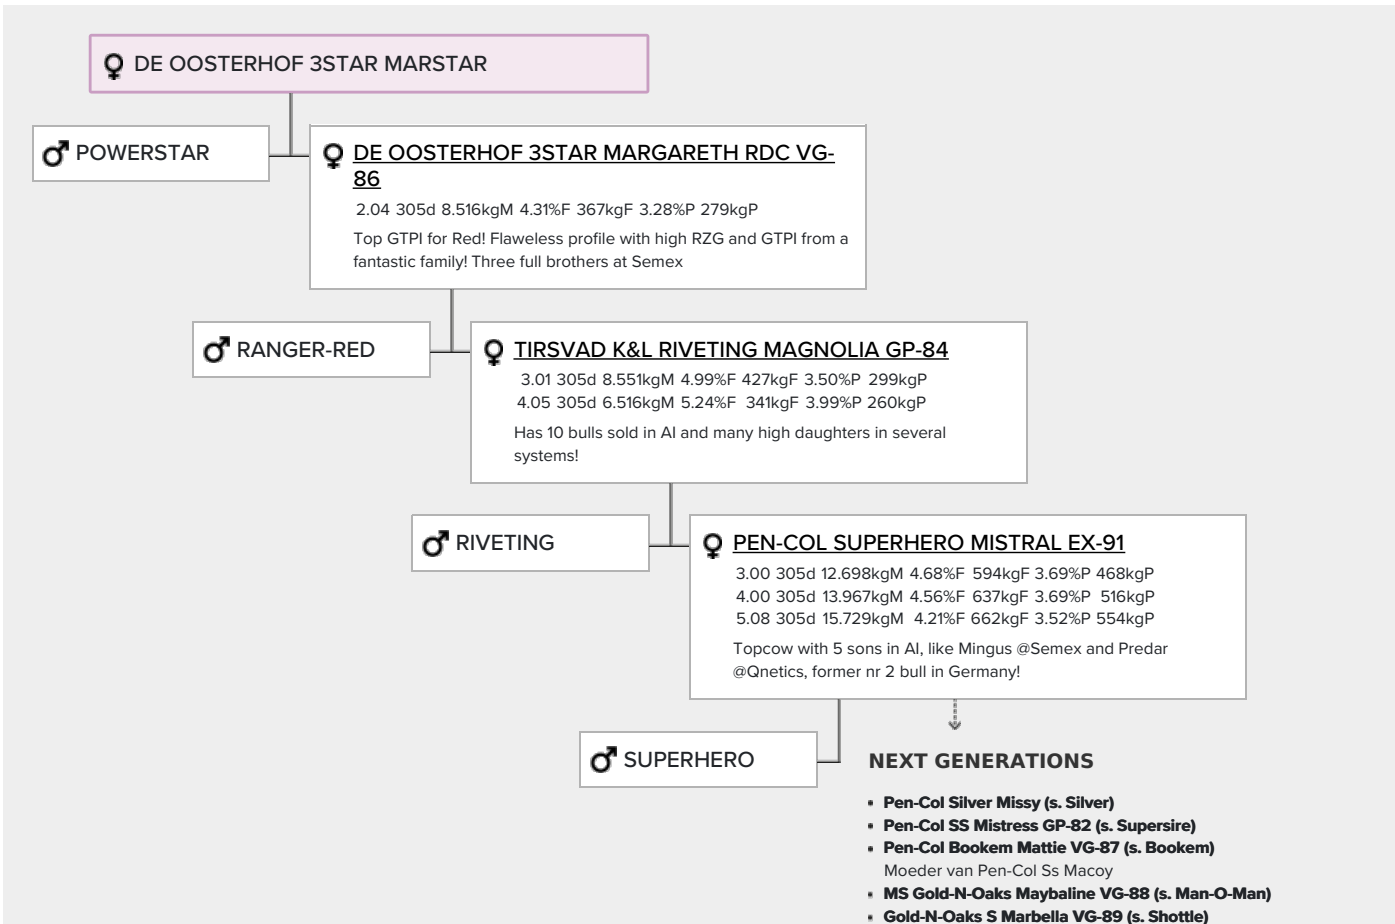 DE OOSTERHOF 3STAR MARSTAR
POWERSTAR
DE OOSTERHOF 3STAR MARGARETH RDC VG-
86
2.04 305d 8.516kgM 4.31%F 367kgF 3.28%P 279kgP
Top GTPI for Red! Flaweless profile with high RZG and GTPI from a
fantastic family! Three full brothers at Semex
RANGER-RED
TIRSVAD K&L RIVETING MAGNOLIA GP-84
3.01 305d 8.551kgM 4.99%F 427kgF 3.50%P 299kgP
4.05 305d 6.516kgM 5.24%F 341kgF 3.99%P 260kgP
Has 10 bulls sold in AI and many high daughters in several
systems!
RIVETING
PEN-COL SUPERHERO MISTRAL EX-91
3.00 305d 12.698kgM 4.68%F 594kgF 3.69%P 468kgP
4.00 305d 13.967kgM 4.56%F 637kgF 3.69%P 516kgP
5.08 305d 15.729kgM 4.21%F 662kgF 3.52%P 554kgP
Topcow with 5 sons in AI, like Mingus @Semex and Predar
@Qnetics, former nr 2 bull in Germany!
SUPERHERO
NEXT GENERATIONS
Pen-Col Silver Missy (s. Silver)
Pen-Col SS Mistress GP-82 (s. Supersire)
Pen-Col Bookem Mattie VG-87 (s. Bookem)
Moeder van Pen-Col Ss Macoy
MS Gold-N-Oaks Maybaline VG-88 (s. Man-O-Man)
Gold-N-Oaks S Marbella VG-89 (s. Shottle)